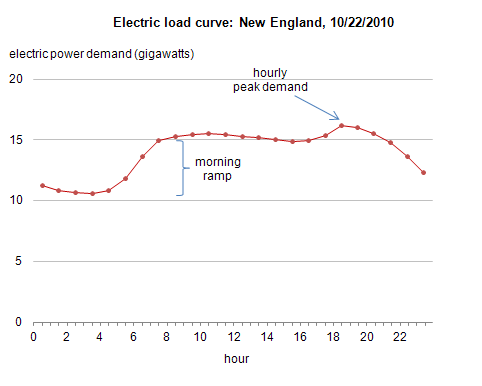 Electric load curve: New England, 10/22/2010
electric power demand (gigawatts)
hourly
peak demand
morning
ramp
20
15
10
5
0
0 2 4 6 8 10 12 14 16 18 20 22
hour